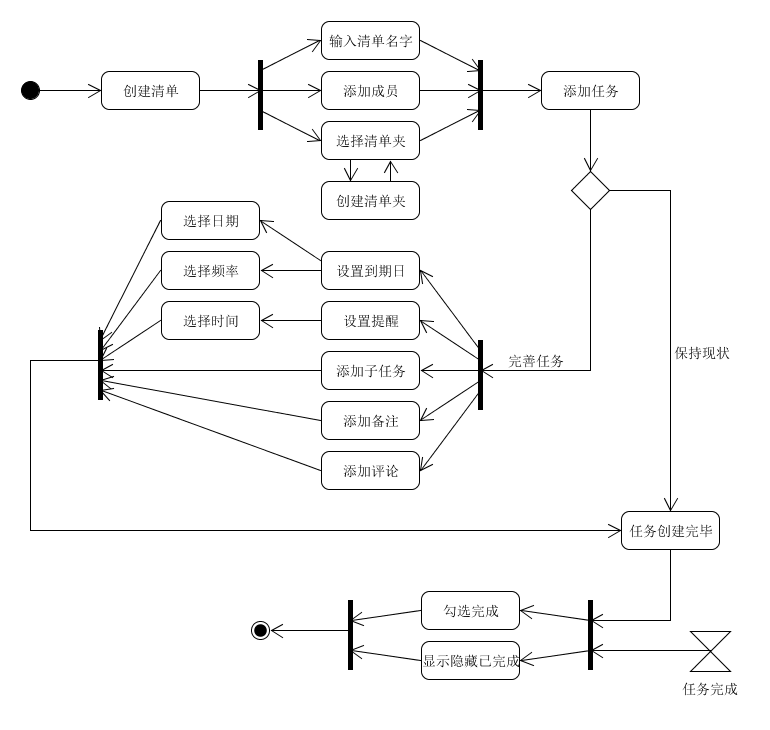 输入清单名字
创建清单
添加成员
添加任务
选择清单夹
创建清单夹
选择日期
选择频率
设置到期日
选择时间
设置提醒
完善任务
保持现状
添加子任务
添加备注
添加评论
任务创建完毕
勾选完成
显示隐藏已完成
任务完成